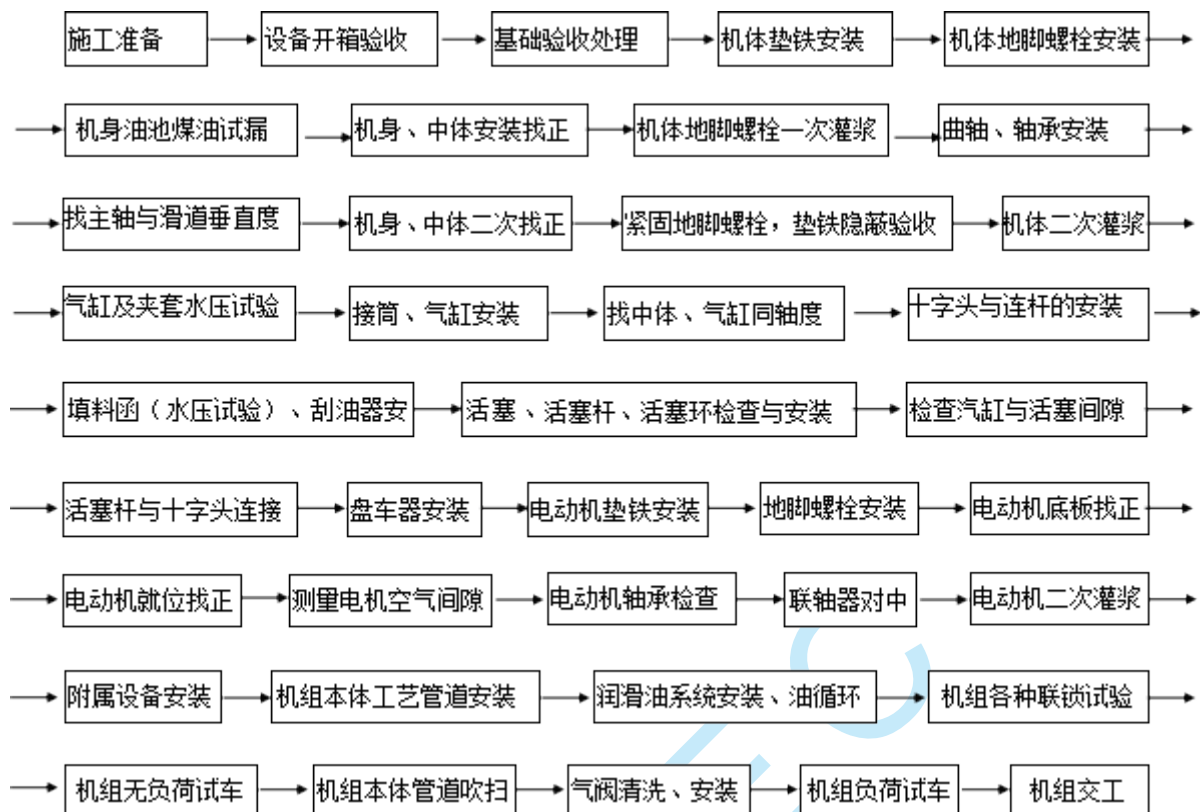 施工准备 设备开箱验收 基础验收处理 机体垫铁安装 机体地脚螺栓安装
机身油池煤油试漏 机身、中体安装找正 机体地脚螺栓一次灌浆 曲轴、轴承安装
找主轴与滑道垂直度 机身、中体二次找正 紧固地脚螺栓，垫铁隐蔽验收 机体二次灌浆
气缸及夹套水压试验 接筒、气缸安装 找中体、气缸同轴度 十字头与连杆的安装
填料函（水压试验）、刮油器安 活塞、活塞杆、活塞环检查与安装 检查汽缸与活塞间隙
活塞杆与十字头连接 盘车器安装 电动机垫铁安装 地脚螺栓安装 电动机底板找正
电动机就位找正 测量电机空气间隙 电动机轴承检查 联轴器对中 电动机二次灌浆
附属设备安装 机组本体工艺管道安装 润滑油系统安装、油循环 机组各种联锁试验
机组无负荷试车 机组本体管道吹扫 气阀清洗、安装 机组负荷试车 机组交工